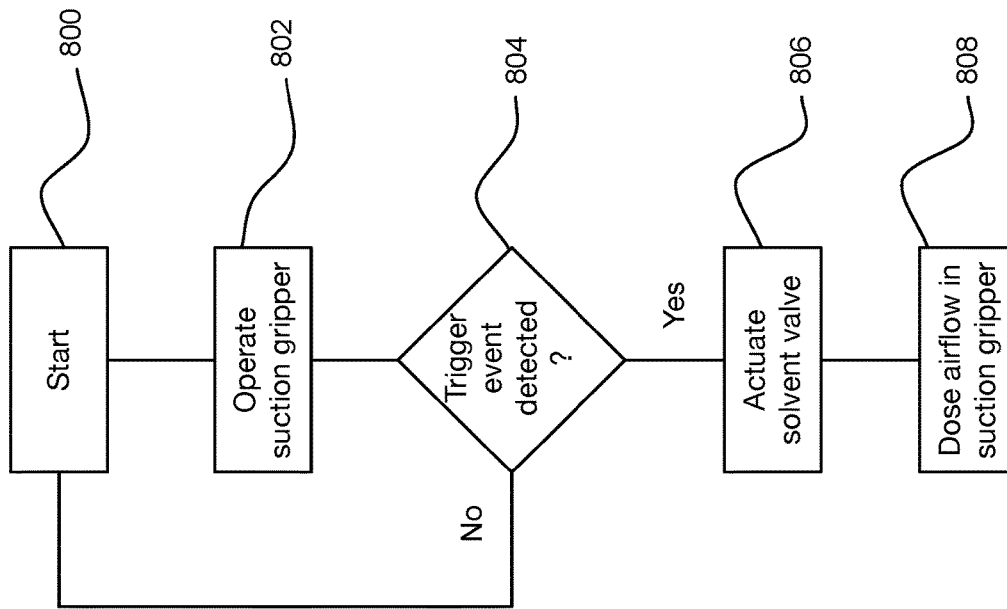 Start
800
Operate
suction gripper
802
Trigger
event
detected
?
804
No
Yes
Actuate
solvent valve
806
Dose airflow in
suction gripper
808